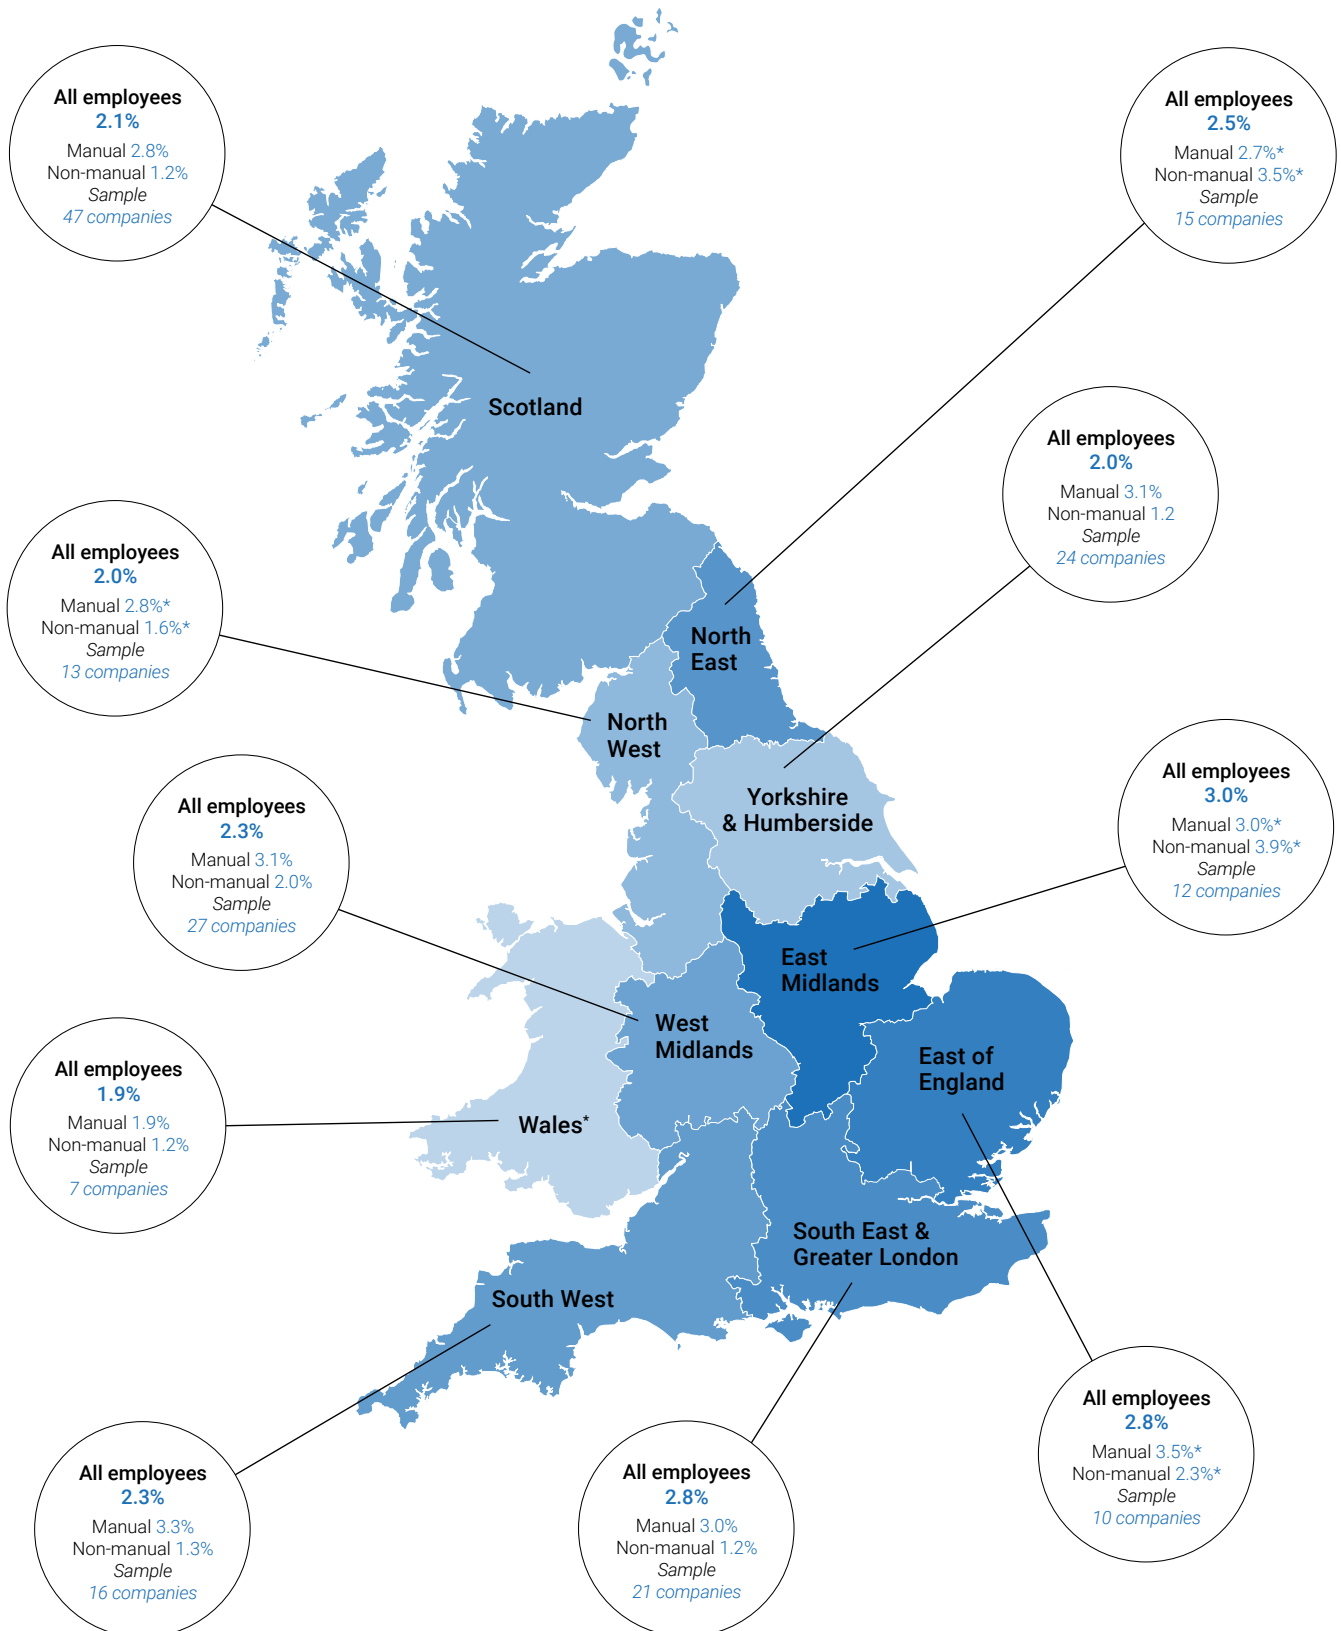 All employees
2.1%
Manual 2.8%
Non-manual 1.2%
Sample
47 companies
All employees
2.5%
Manual 2.7%*
Non-manual 3.5%*
Sample
15 companies
Scotland
All employees
2.0%
Manual 3.1%
Non-manual 1.2
Sample
24 companies
All employees
2.0%
Manual 2.8%*
Non-manual 1.6%*
Sample
13 companies
North
East
North
West
Yorkshire
& Humberside
All employees
3.0%
Manual 3.0%*
Non-manual 3.9%*
Sample
12 companies
All employees
2.3%
Manual 3.1%
Non-manual 2.0%
Sample
27 companies
East
Midlands
West
Midlands
East of
England
All employees
1.9%
Manual 1.9%
Non-manual 1.2%
Sample
7 companies
Wales*
South East &
Greater London
South West
All employees
2.8%
Manual 3.5%*
Non-manual 2.3%*
Sample
10 companies
All employees
2.3%
Manual 3.3%
Non-manual 1.3%
Sample
16 companies
All employees
2.8%
Manual 3.0%
Non-manual 1.2%
Sample
21 companies